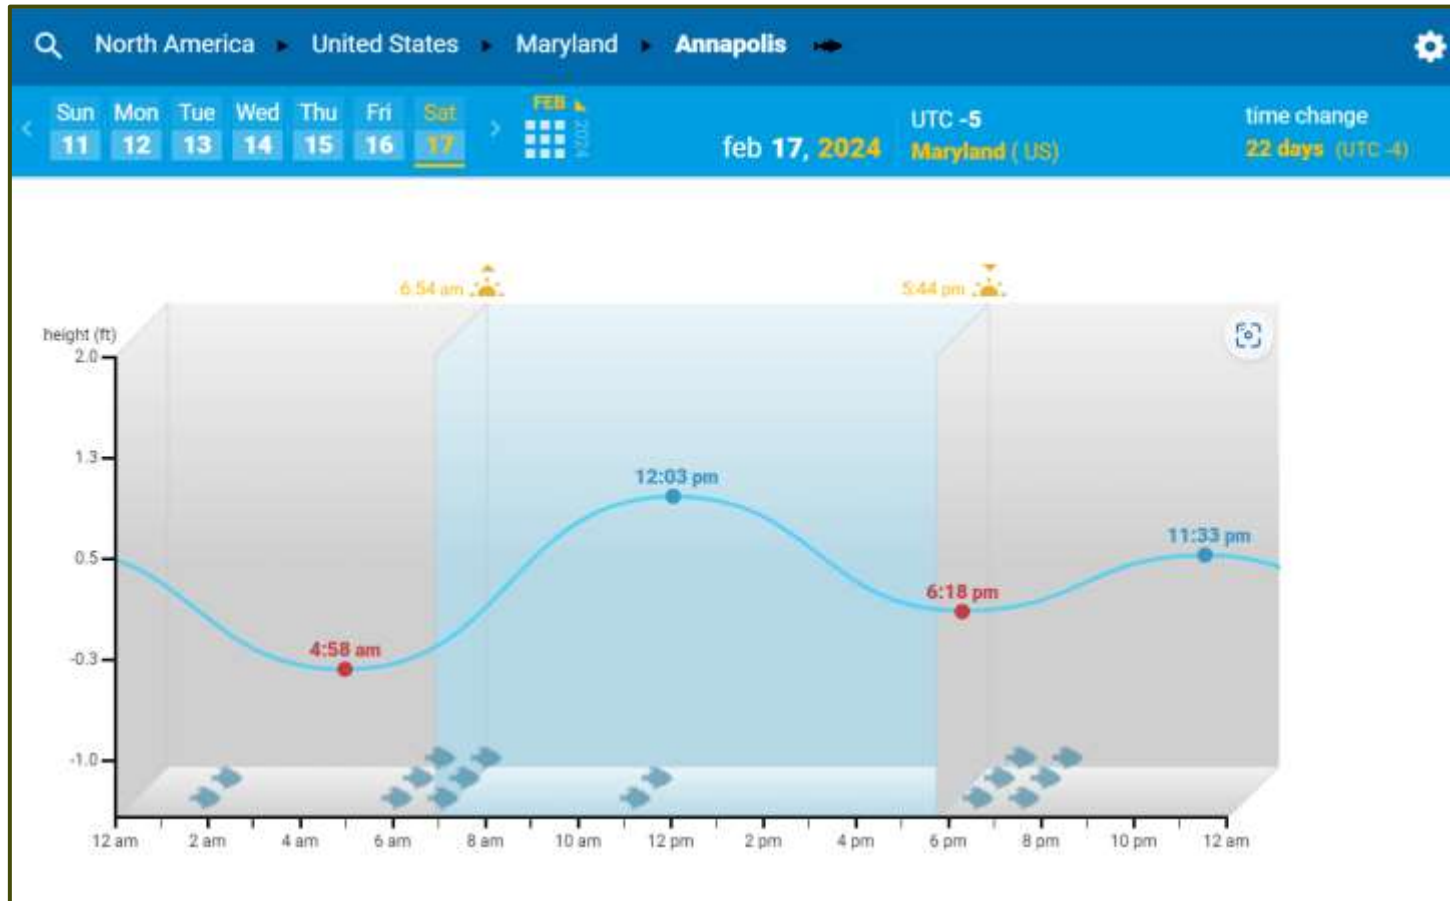 North America United States Maryland Annapolis
Sun Mon Tue Wed Thu Fri Sat
11 12 13 14 15 16 17
FEB
2024
feb 17, 2024
UTC -5
Maryland ( US)
time change
22 days (UTC -4)
6:54 am
5:44 pm
height (ft)
2.0
1.3
0.5
-0.3
-1.0
12:03 pm
11:33 pm
6:18 pm
4:58 am
12 am 2 am 4 am 6 am 8 am 10 am 12 pm 2 pm 4 pm 6 pm 8 pm 10 pm 12 am